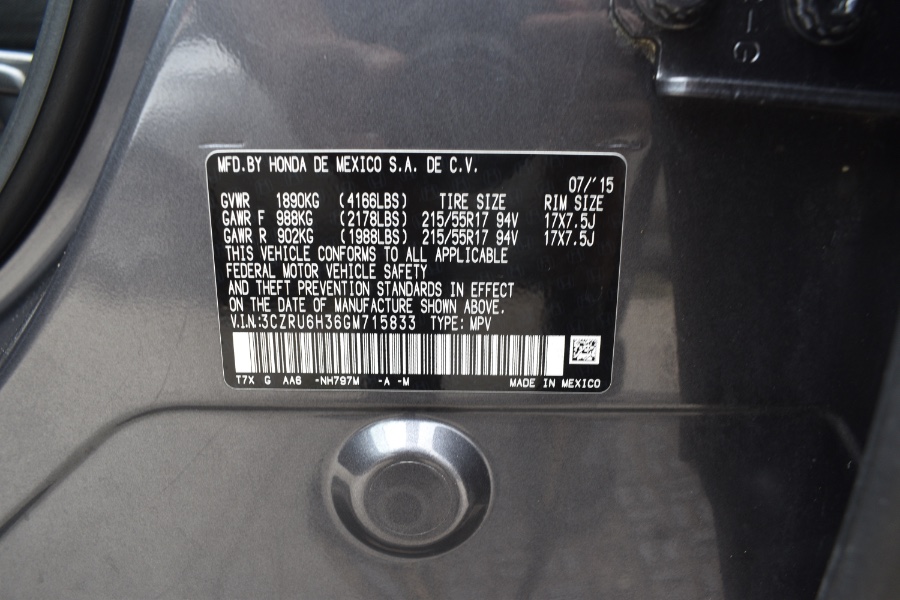 -G
MFD.BY HONDA DE MEXICO S.A. DE C.V.
07/'15
GVWR 1890KG (4166LBS) TIRE SIZE RIM SIZE
GAWR F 988KG (2178LBS) 215/55R17 94V 17X7.5J
GAWR R 902KG (1988LBS) 215/55R17 94V 17X7.5J
THIS VEHICLE CONFORMS TO ALL APPLICABLE
FEDERAL MOTOR VEHICLE SAFETY
AND THEFT PREVENTION STANDARDS IN EFFECT
ON THE DATE OF MANUFACTURE SHOWN ABOVE.
V.I.N:3CZRU6H36GM715833 TYPE: MPV
T7X G AA6 -NH797M -A -M MADE IN MEXICO